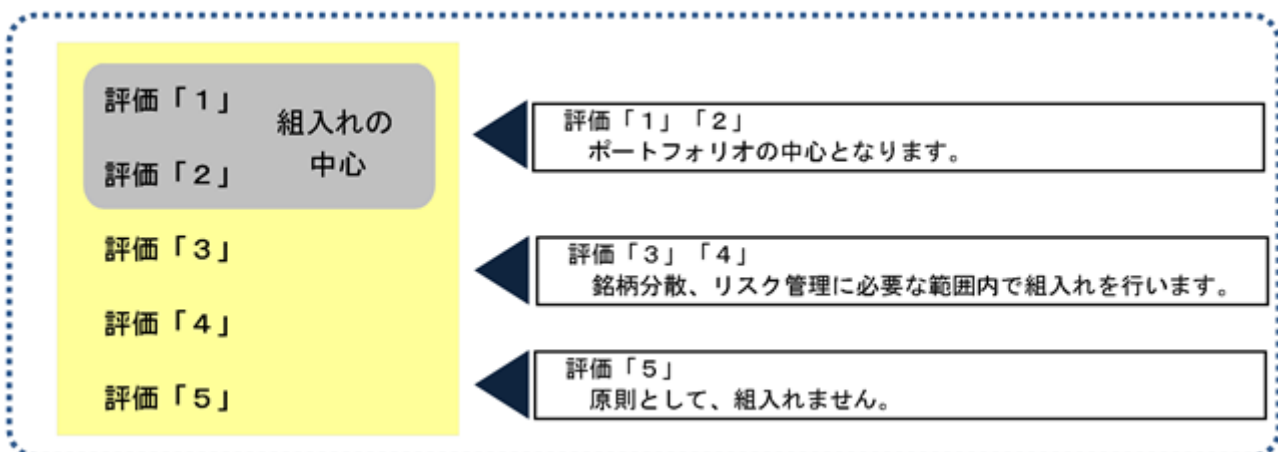 評価「１」
組入れの
中心
評価「２」
評価「３」
評価「４」
評価「５」
評価「１」「２」
ポートフォリオの中心となります。
評価「３」「４」
銘柄分散、リスク管理に必要な範囲内で組入れを行います。
評価「５」
原則として、組入れません。